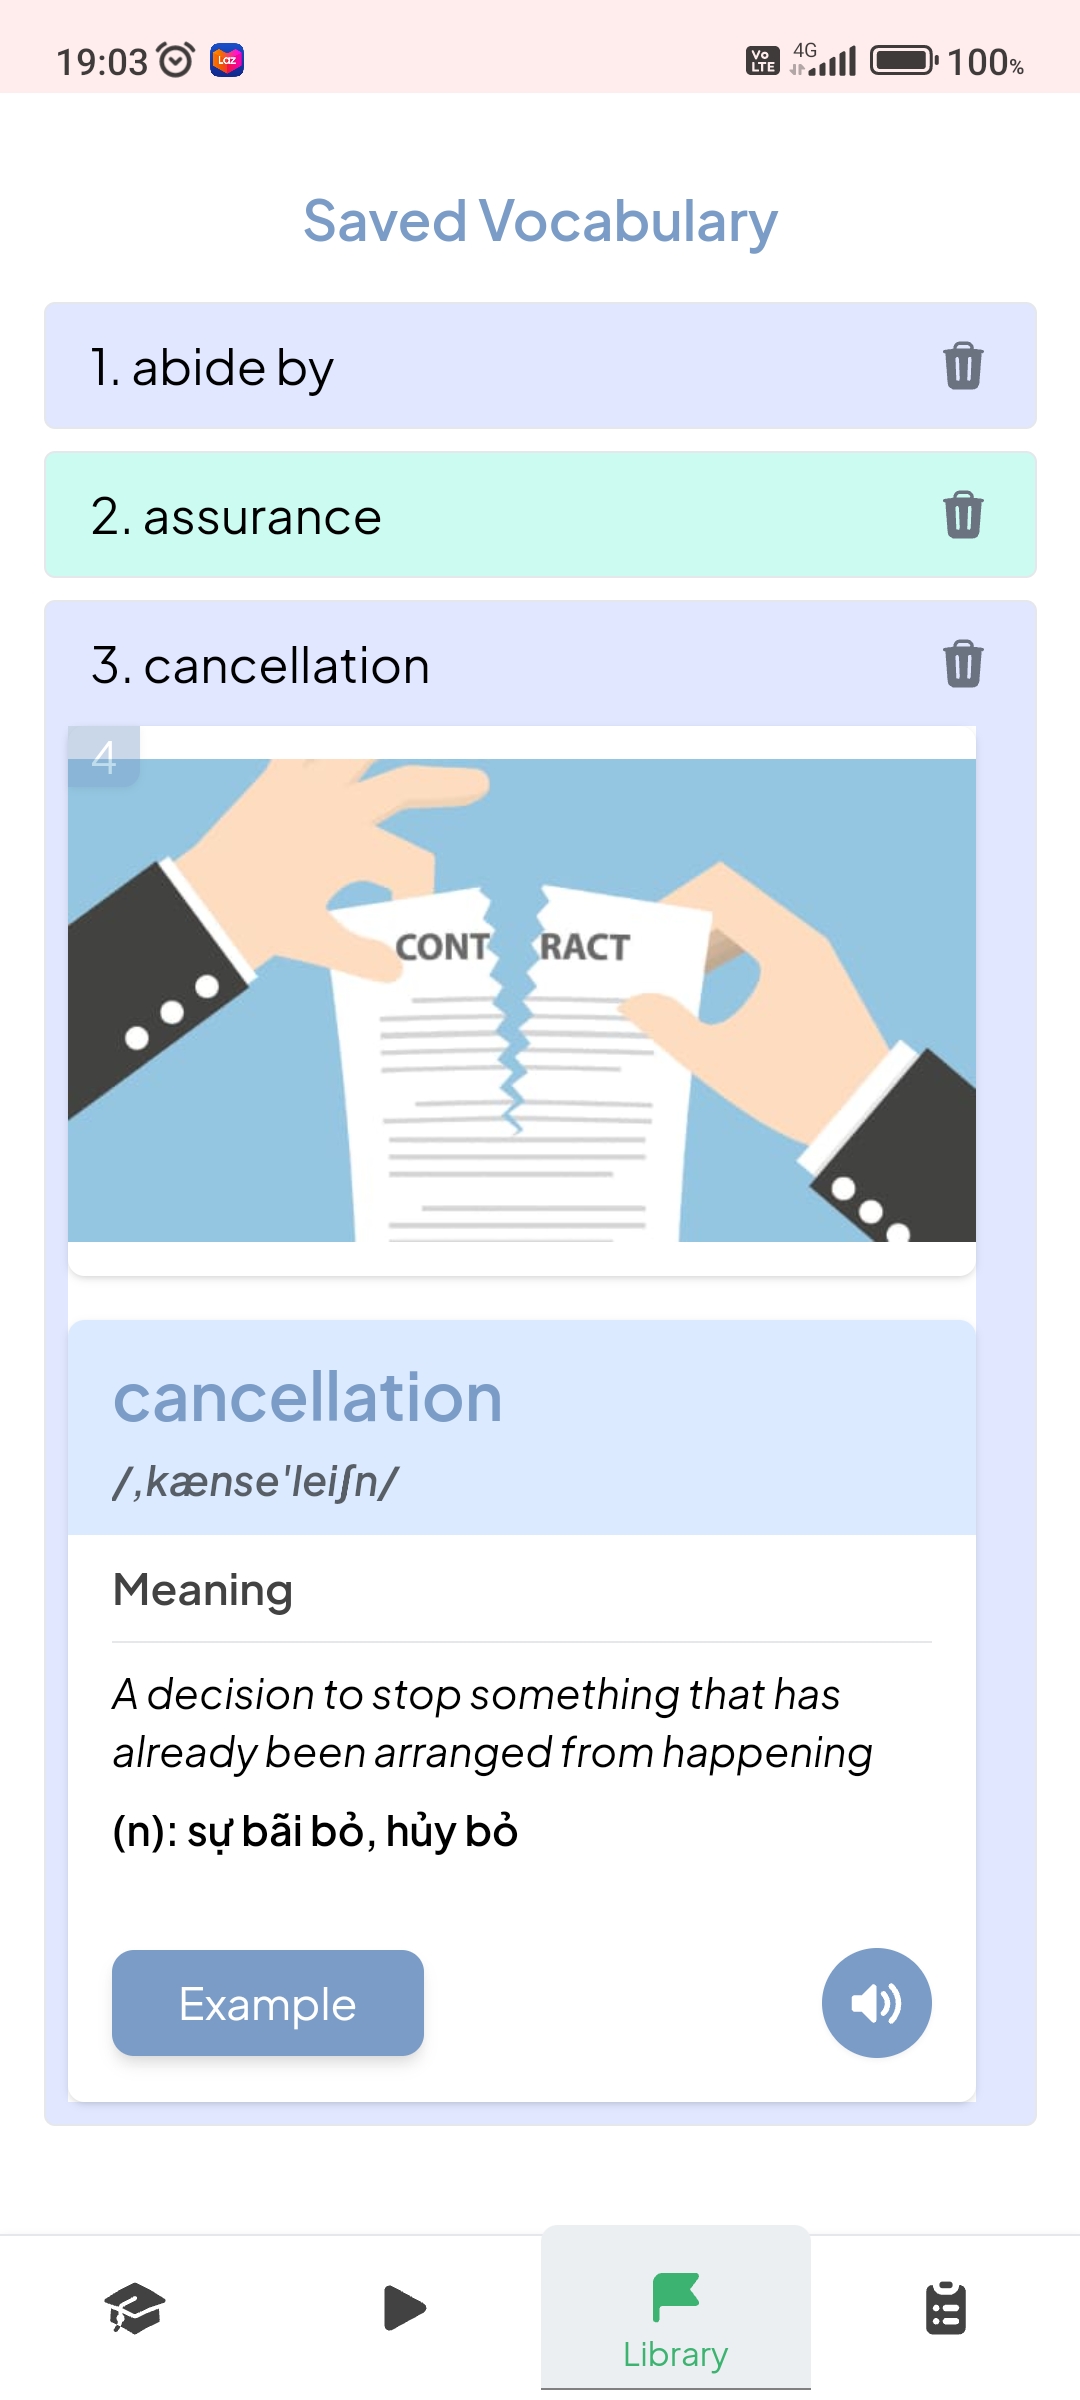 19:03
Laz
Vo LTE
4G
100%
Saved Vocabulary
1. abide by
2. assurance
3. cancellation
4
CONT RACT
cancellation
/,kænse'leiʃn/
Meaning
A decision to stop something that has
already been arranged from happening
(n): sự bãi bỏ, hủy bỏ
Example
Library